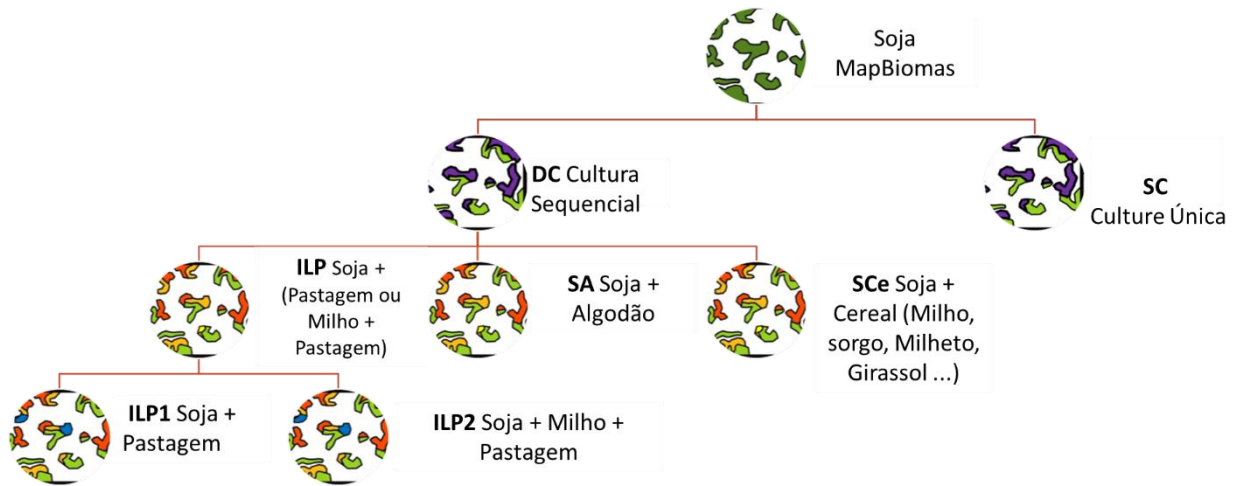 Soja
MapBiomas
DC Cultura
Sequencial
SC
Culture Única
ILP Soja +
(Pastagem ou
Milho +
Pastagem)
SA Soja +
Algodão
SCe Soja +
Cereal (Milho,
sorgo, Milheto,
Girassol ...)
ILP1 Soja +
Pastagem
ILP2 Soja + Milho +
Pastagem